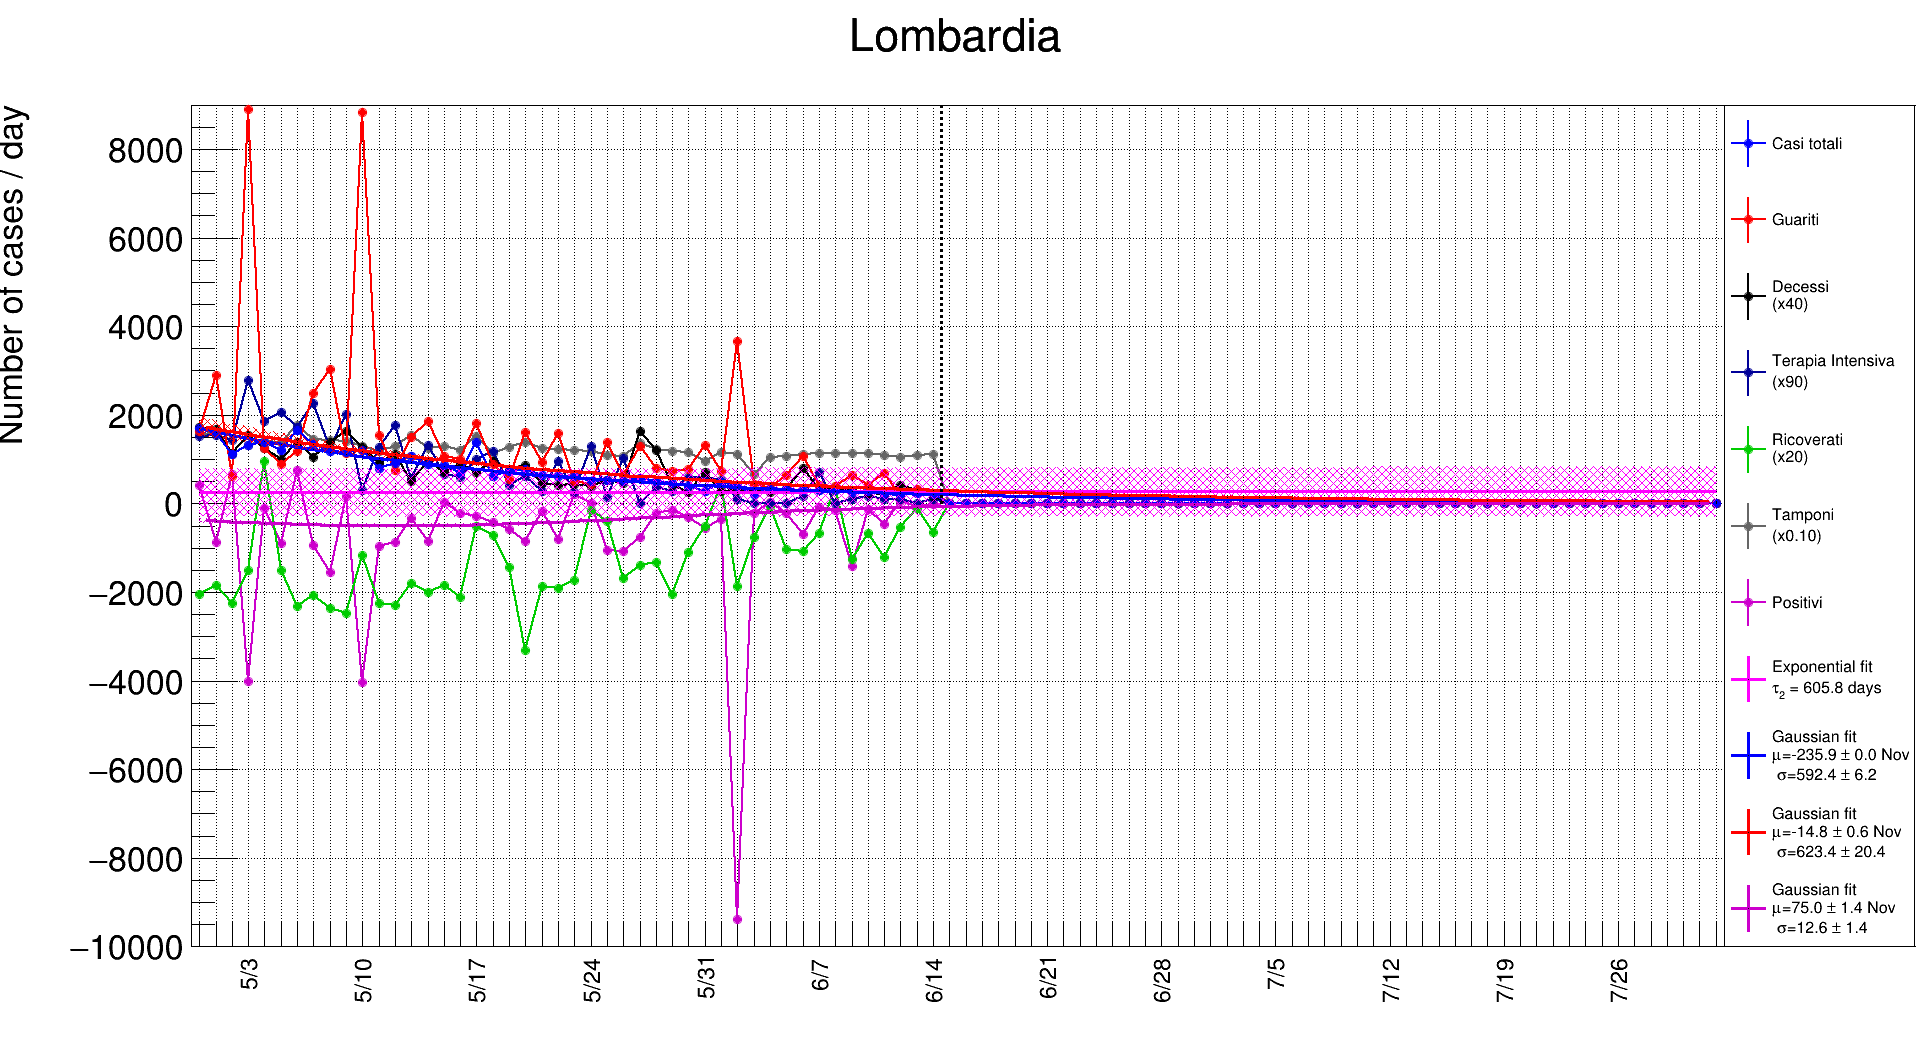 Lombardia
Number of cases / day
8000
6000
4000
2000
0
−2000
−4000
−6000
−8000
−10000
5/3
5/10
5/17
5/24
5/31
6/7
6/14
6/21
6/28
7/5
7/12
7/19
7/26
Casi totali
Guariti
Decessi
(x40)
Terapia Intensiva
(x90)
Ricoverati
(x20)
Tamponi
(x0.10)
Positivi
Exponential fit
τ2 = 605.8 days
Gaussian fit
μ=-235.9 ± 0.0 Nov
σ=592.4 ± 6.2
Gaussian fit
μ=-14.8 ± 0.6 Nov
σ=623.4 ± 20.4
Gaussian fit
μ=75.0 ± 1.4 Nov
σ=12.6 ± 1.4